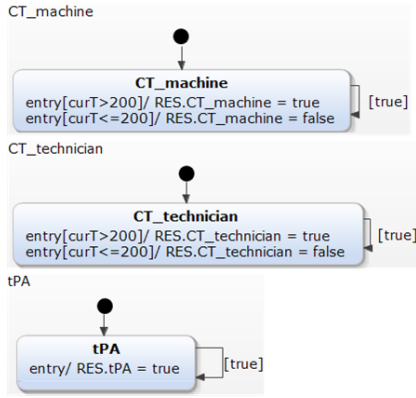 CT_machine
CT_machine
entry[curT>200]/ RES.CT_machine = true
entry[curT<=200]/ RES.CT_machine = false
[true]
CT_technician
CT_technician
entry[curT>200]/ RES.CT_technician = true
entry[curT<=200]/ RES.CT_technician = false
[true]
tPA
tPA
entry/ RES.tPA = true
[true]